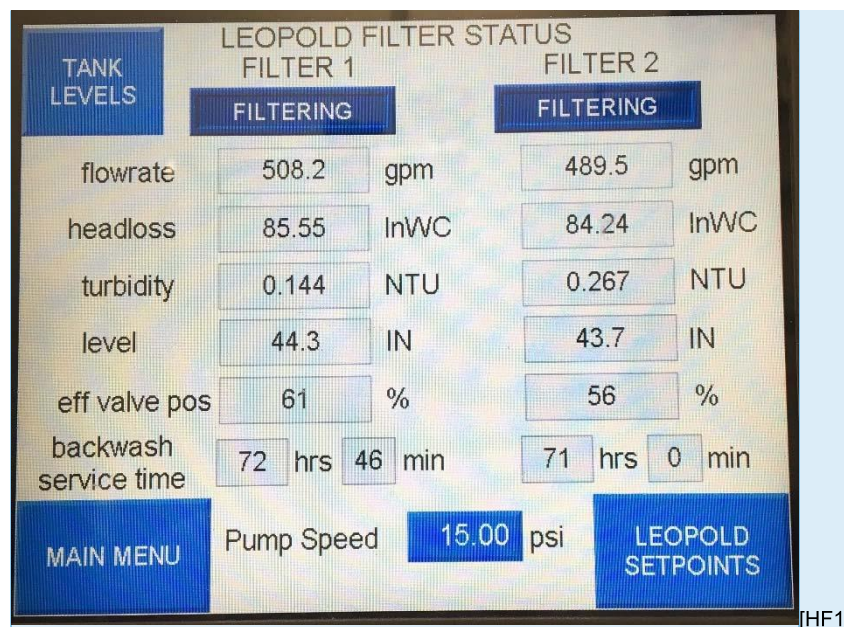 LEOPOLD FILTER STATUS
TANK LEVELS
FILTER 1 FILTER 2
FILTERING FILTERING
flowrate 508.2 gpm 489.5 gpm
headloss 85.55 InWC 84.24 InWC
turbidity 0.144 NTU 0.267 NTU
level 44.3 IN 43.7 IN
eff valve pos 61 % 56 %
backwash
service time 72 hrs 46 min 71 hrs 0 min
MAIN MENU
Pump Speed 15.00 psi
LEOPOLD
SETPOINTS
[HF1